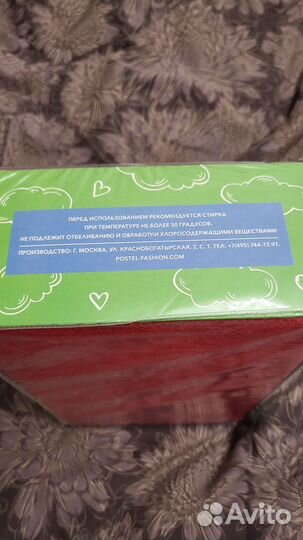 ПЕРЕД ИСПОЛЬЗОВАНИЕМ РЕКОМЕНДУЕТСЯ СТИРКА
ПРИ ТЕМПЕРАТУРЕ НЕ БОЛЕЕ 30 ГРАДУСОВ.
НЕ ПОДЛЕЖИТ ОТБЕЛИВАНИЮ И ОБРАБОТКИ ХЛОРСОДЕРЖАЩИМИ ВЕЩЕСТВАМИ
ПРОИЗВОДСТВО: Г. МОСКВА, УЛ. КРАСНОБОГАТЫРСКАЯ, 2, С. 1. ТЕЛ: +7(495) 744-72-91.
POSTEL-FASHION.COM
Avito